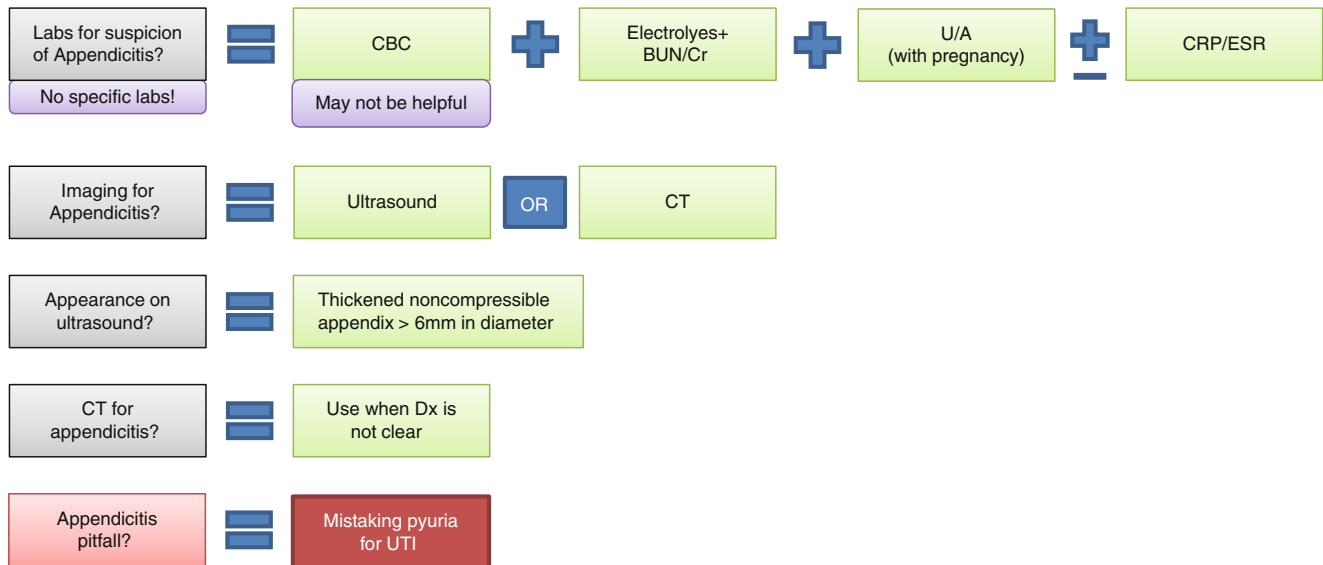 Labs for suspicion
of Appendicitis?
No specific labs!
CBC
May not be helpful
Electrolyes+
BUN/Cr
U/A
(with pregnancy)
CRP/ESR
Imaging for
Appendicitis?
Ultrasound
OR
CT
Appearance on
ultrasound?
Thickened noncompressible
appendix > 6mm in diameter
CT for
appendicitis?
Use when Dx is
not clear
Appendicitis
pitfall?
Mistaking pyuria
for UTI